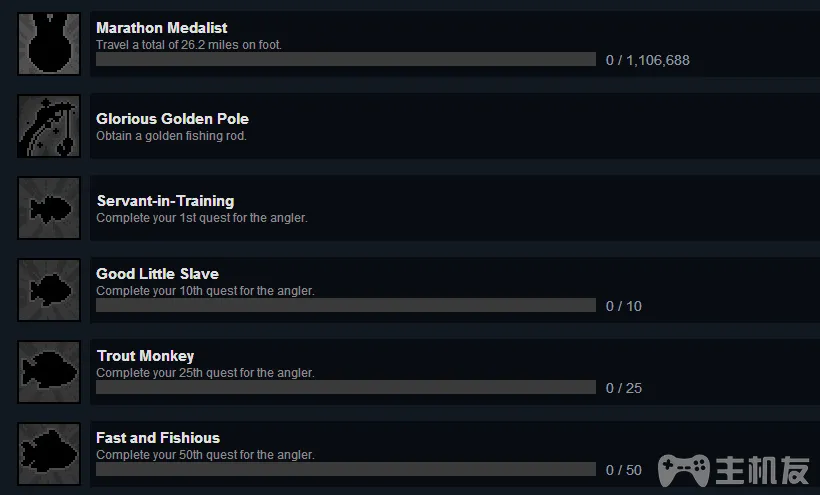 Marathon Medalist
Travel a total of 26.2 miles on foot.
0 / 1,106,688
Glorious Golden Pole
Obtain a golden fishing rod.
Servant-in-Training
Complete your 1st quest for the angler.
Good Little Slave
Complete your 10th quest for the angler.
0 / 10
Trout Monkey
Complete your 25th quest for the angler.
0 / 25
Fast and Fishious
Complete your 50th quest for the angler.
0 / 50
主机友